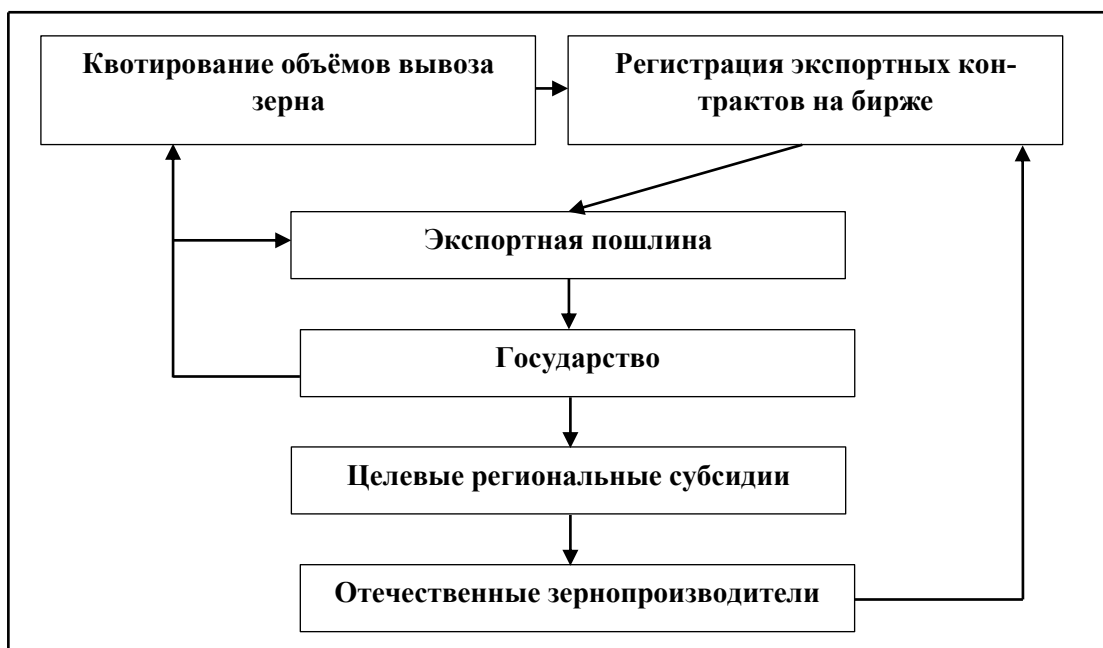 Квотирование объёмов вывоза
зерна
Регистрация экспортных кон-
трактов на бирже
Экспортная пошлина
Государство
Целевые региональные субсидии
Отечественные зернопроизводители